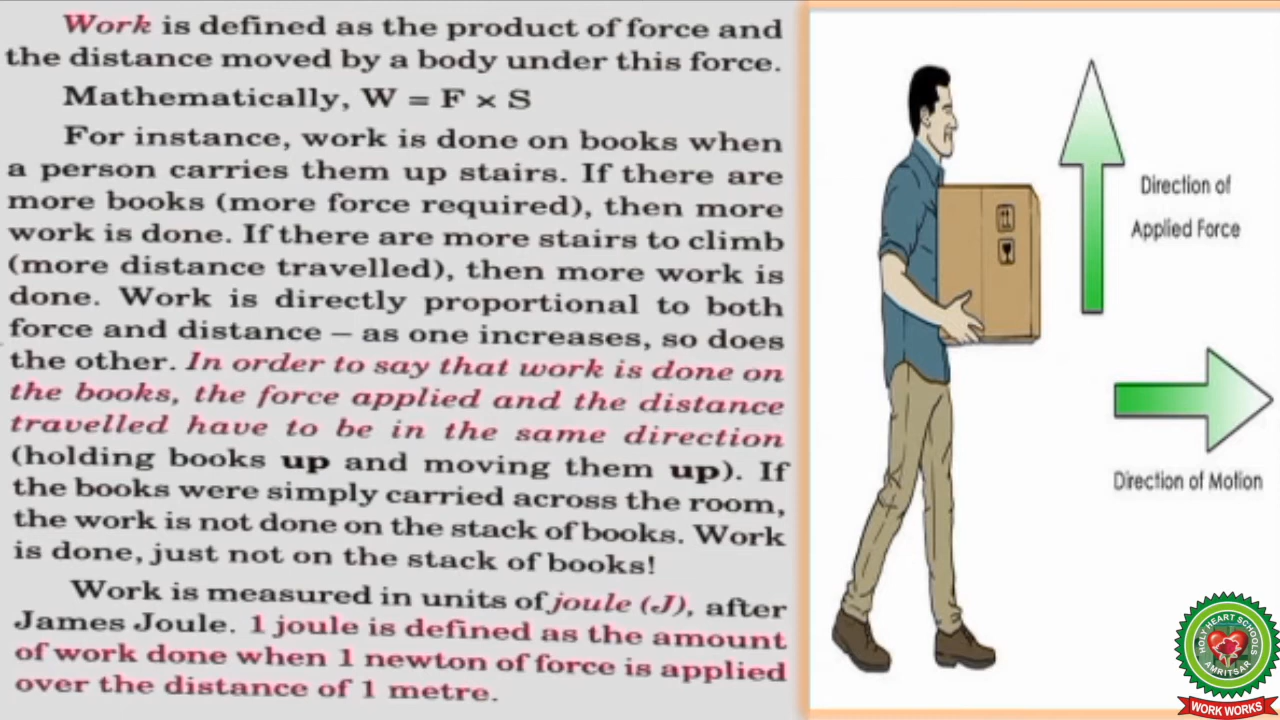 Work is defined as the product of force and
the distance moved by a body under this force.
Mathematically, W = F × S
For instance, work is done on books when
a person carries them up stairs. If there are
more books (more force required), then more
work is done. If there are more stairs to climb
(more distance travelled), then more work is
done. Work is directly proportional to both
force and distance – as one increases, so does
the other. In order to say that work is done on
the books, the force applied and the distance
travelled have to be in the same direction
(holding books up and moving them up). If
the books were simply carried across the room,
the work is not done on the stack of books. Work
is done, just not on the stack of books!
Work is measured in units of joule (J), after
James Joule. 1 joule is defined as the amount
of work done when 1 newton of force is applied
over the distance of 1 metre.
Direction of
Applied Force
Direction of Motion
HOLY HEART SCHOOLS
AMRITSAR
WORK WORKS